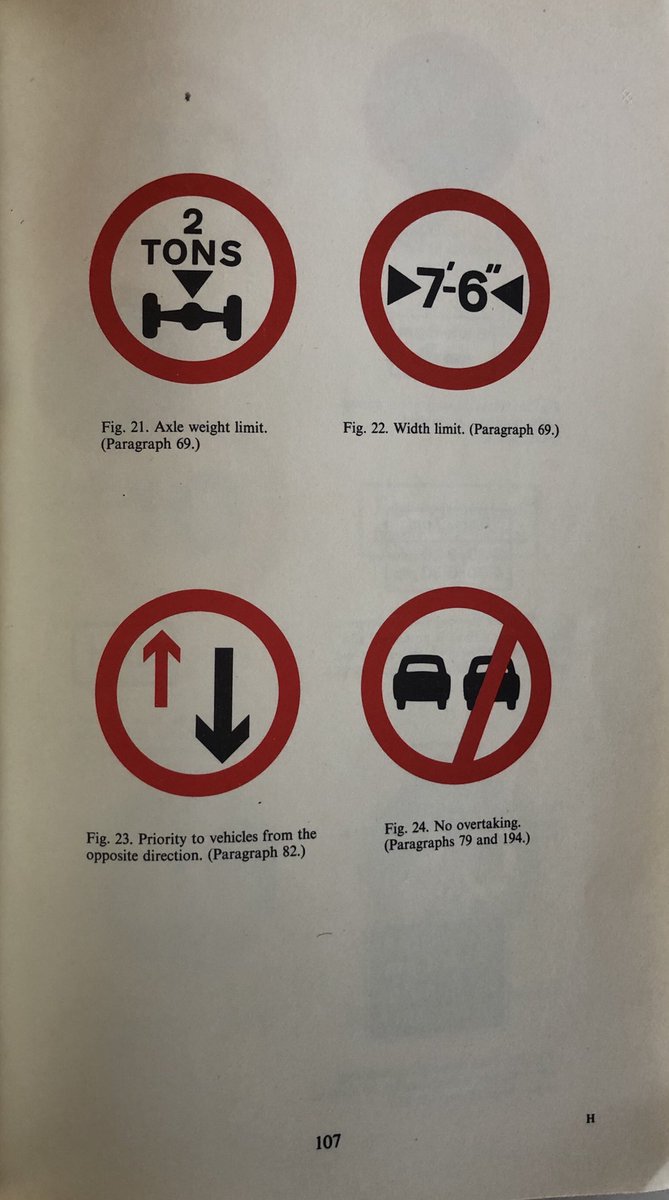 2
TONS
7'-6"
Fig. 21. Axle weight limit.
(Paragraph 69.)
Fig. 22. Width limit. (Paragraph 69.)
Fig. 23. Priority to vehicles from the
opposite direction. (Paragraph 82.)
Fig. 24. No overtaking.
(Paragraphs 79 and 194.)
H
107